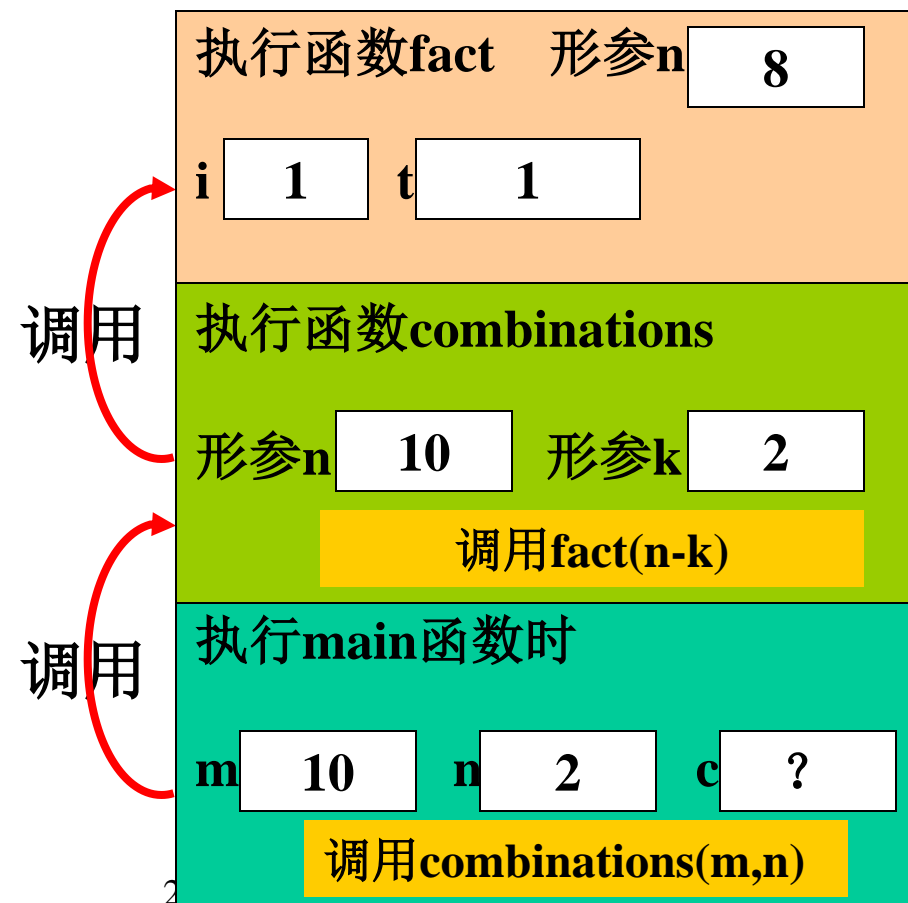 执行函数fact 形参n 8
i 1 t 1
调用
执行函数combinations
形参n 10 形参k 2
调用fact(n-k)
调用
执行main函数时
m 10 n 2 c ?
调用combinations(m,n)
2